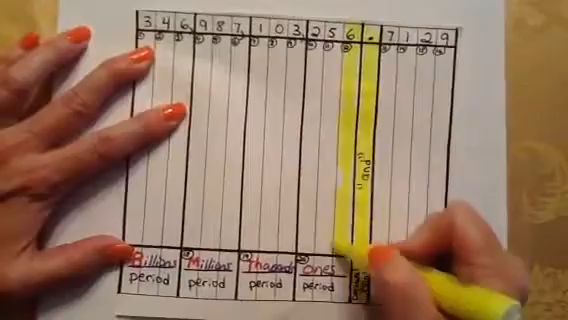 3 4 6, 9 8 7, 1 0 3, 2 5 6 . 7 1 2 9
"and"
Billions Millions Thousands Ones
period period period period